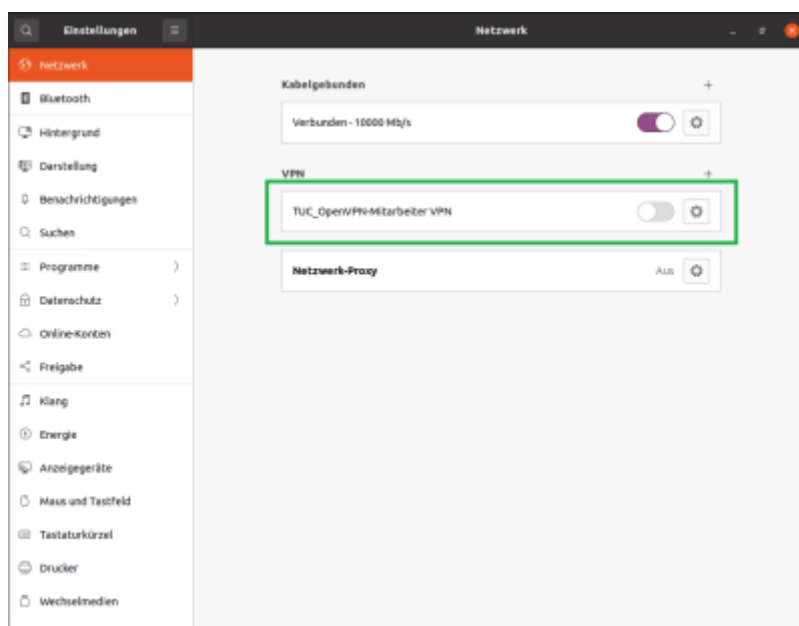 Einstellungen
Netzwerk
Netzwerk
Bluetooth
Hintergrund
Darstellung
Benachrichtigungen
Suchen
Programme
Datenschutz
Online-Konten
Freigabe
Klang
Energie
Anzeigegeräte
Maus und Tastfeld
Tastaturkürzel
Drucker
Wechselmedien
Kabelgebunden
Verbunden - 10000 Mb/s
VPN
TUC_OpenVPN-Mitarbeiter VPN
Netzwerk-Proxy Aus